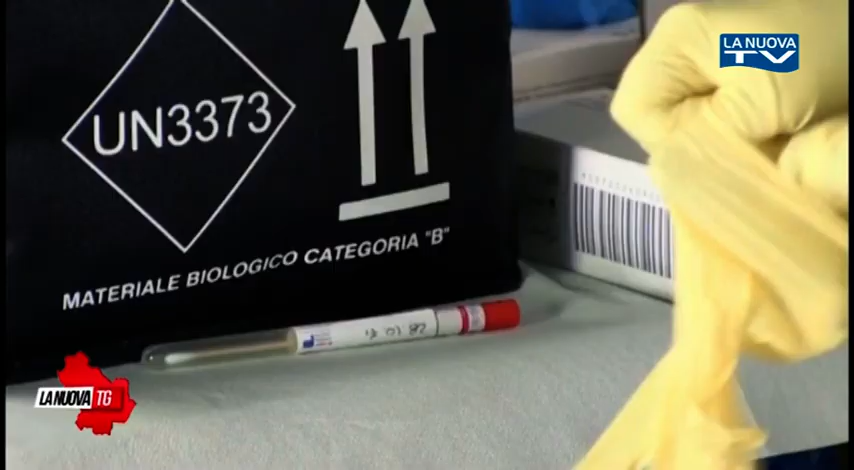 LA NUOVA
TV
UN3373
MATERIALE BIOLOGICO CATEGORIA "B"
LA NUOVA TG